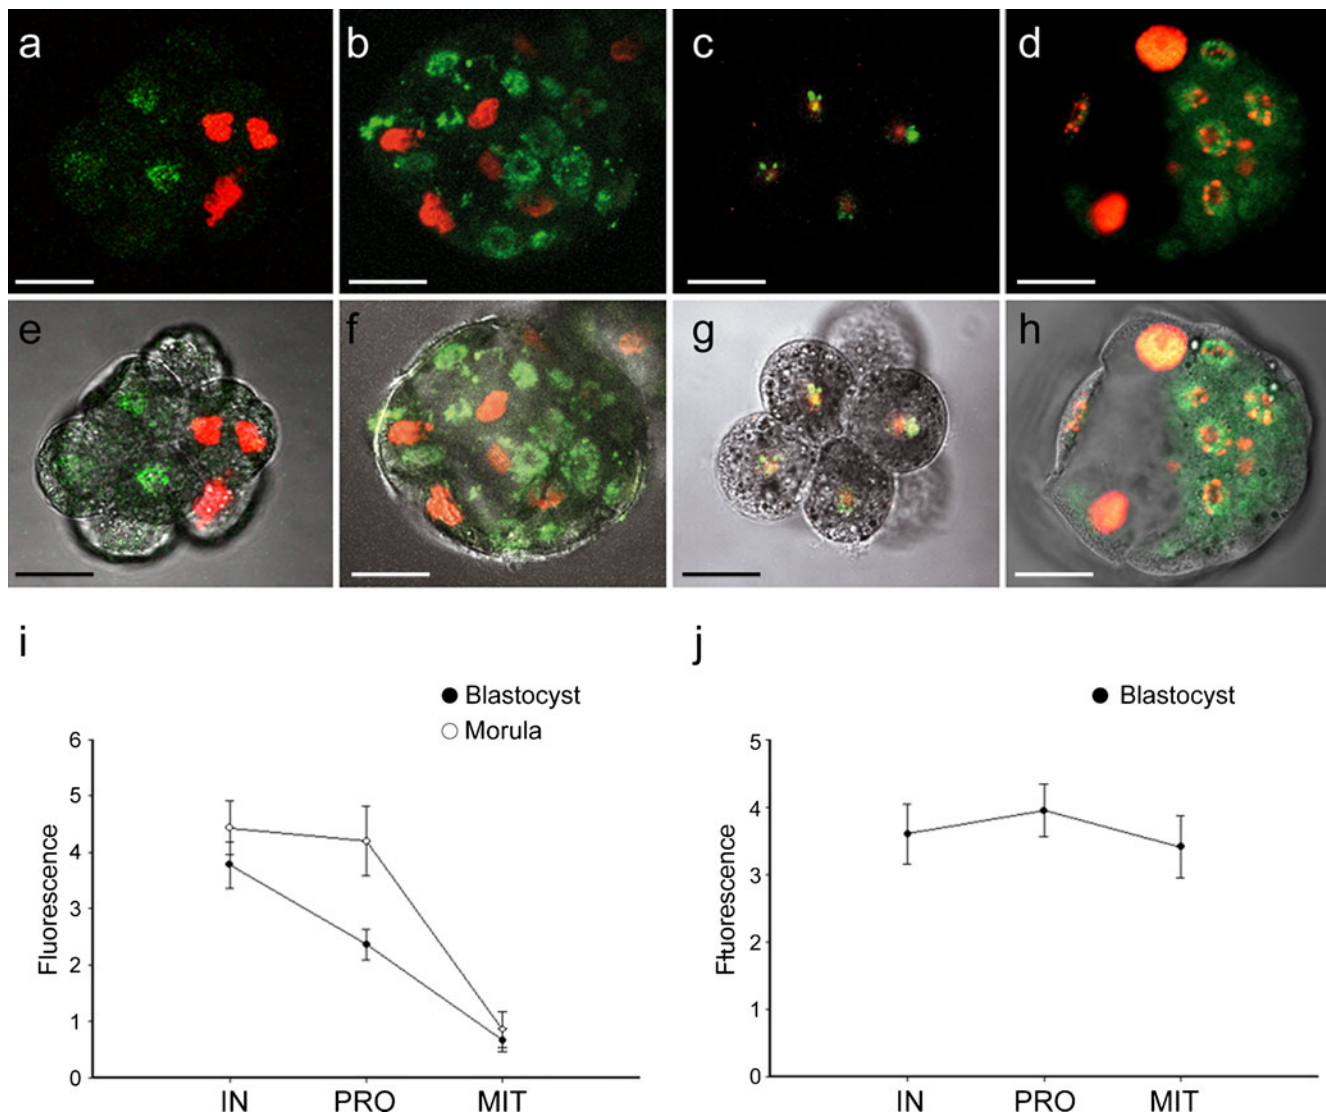 a b c d
e f g h
i j
Blastocyst
Morula
6
5
4
3
2
1
0
Fluorescence
IN PRO MIT
Blastocyst
5
4
3
2
1
0
Fluorescence
IN PRO MIT